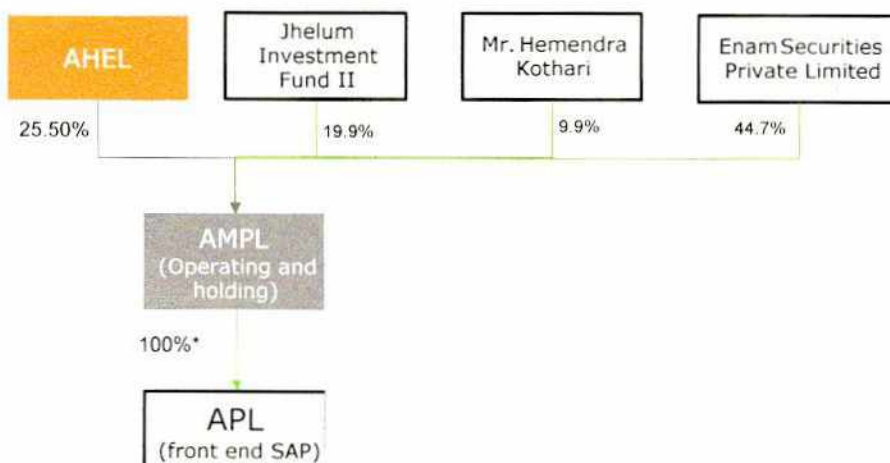 AHEL
Jhelum
Investment
Fund II
Mr. Hemendra
Kothari
Enam Securities
Private Limited
25.50%
19.9%
9.9%
44.7%
AMPL
(Operating and
holding)
100%*
APL
(front end SAP)